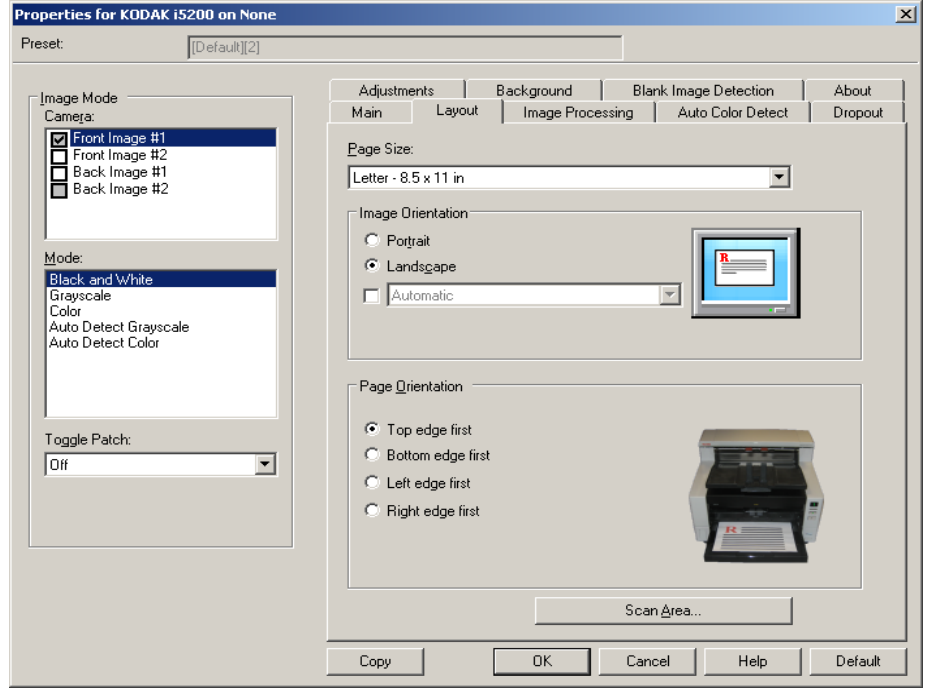 Properties for KODAK i5200 on None
Preset:
[Default][2]
Image Mode
Camera:
Front Image #1
Front Image #2
Back Image #1
Back Image #2
Mode:
Black and White
Grayscale
Color
Auto Detect Grayscale
Auto Detect Color
Toggle Patch:
Off
Adjustments
Background
Blank Image Detection
About
Main
Layout
Image Processing
Auto Color Detect
Dropout
Page Size:
Letter - 8.5 x 11 in
Image Orientation
Portrait
Landscape
Automatic
R
Page Orientation
Top edge first
Bottom edge first
Left edge first
Right edge first
R
Scan Area...
Copy
OK
Cancel
Help
Default